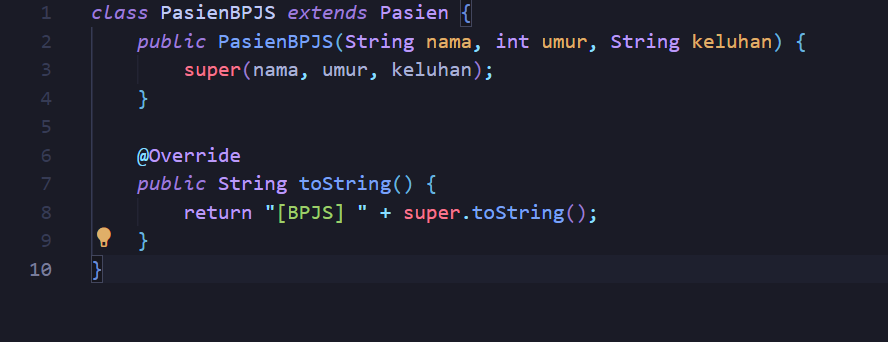 1 class PasienBPJS extends Pasien {
2     public PasienBPJS(String nama, int umur, String keluhan) {
3         super(nama, umur, keluhan);
4     }
5
6     @Override
7     public String toString() {
8         return "[BPJS] " + super.toString();
9     }
10 }